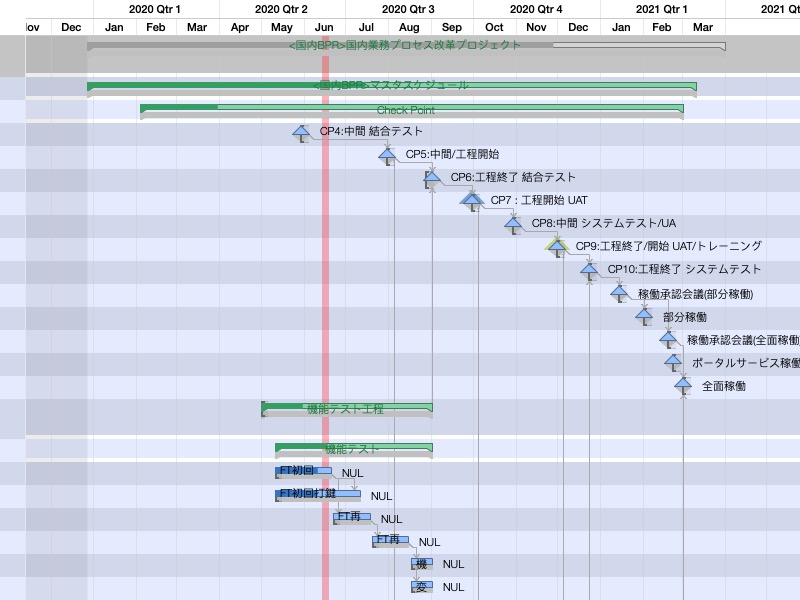 2020 Qtr 1 2020 Qtr 2 2020 Qtr 3 2020 Qtr 4 2021 Qtr 1 2021 Qt
ov Dec Jan Feb Mar Apr May Jun Jul Aug Sep Oct Nov Dec Jan Feb Mar
<国内BPR>国内業務プロセス改革プロジェクト
<国内BPR>マスタスケジュール
Check Point
CP4:中間 結合テスト
CP5:中間/工程開始
CP6:工程終了 結合テスト
CP7 : 工程開始 UAT
CP8:中間 システムテスト/UA
CP9:工程終了/開始 UAT/トレーニング
CP10:工程終了 システムテスト
稼働承認会議(部分稼働)
部分稼働
稼働承認会議(全面稼働
ポータルサービス稼働
全面稼働
機能テスト工程
機能テスト
FT初回 NUL
FT初回打鍵 NUL
FT再 NUL
FT再 NUL
機 NUL
変 NUL